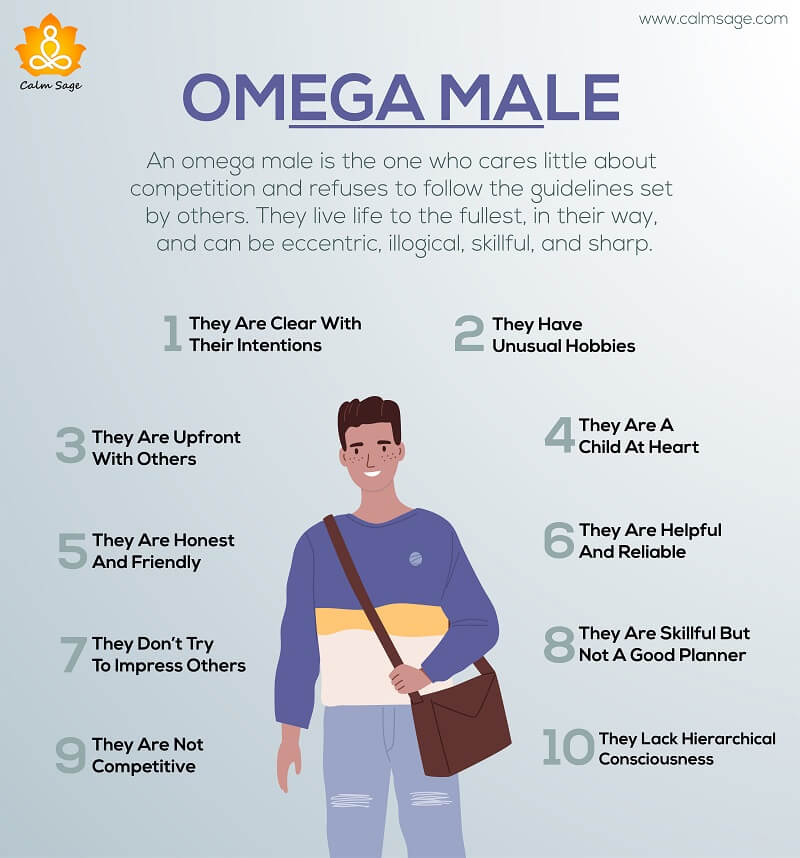 www.calmsage.com
Calm Sage
OMEGA MALE
An omega male is the one who cares little about
competition and refuses to follow the guidelines set
by others. They live life to the fullest, in their way,
and can be eccentric, illogical, skillful, and sharp.
1 They Are Clear With
Their Intentions
2 They Have
Unusual Hobbies
3 They Are Upfront
With Others
4 They Are A
Child At Heart
5 They Are Honest
And Friendly
6 They Are Helpful
And Reliable
7 They Don't Try
To Impress Others
8 They Are Skillful But
Not A Good Planner
9 They Are Not
Competitive
10 They Lack Hierarchical
Consciousness